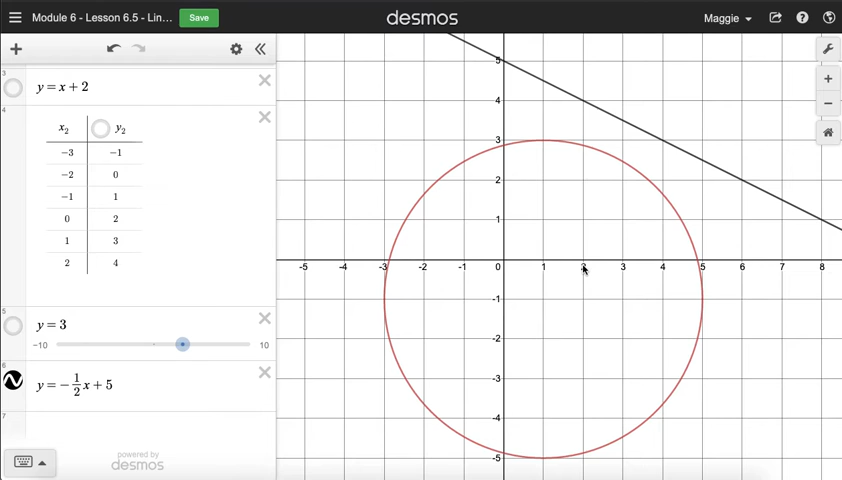 Module 6 - Lesson 6.5 - Lin...
Save
desmos
Maggie
3
y = x + 2
4
x₂ y₂
−3 −1
−2 0
−1 1
0 2
1 3
2 4
5
y = 3
−10 10
6
y = −1/2 x + 5
7
powered by
desmos
5
4
3
2
1
-5 -4 -3 -2 -1 0 1 2 3 4 5 6 7 8
-1
-2
-3
-4
-5